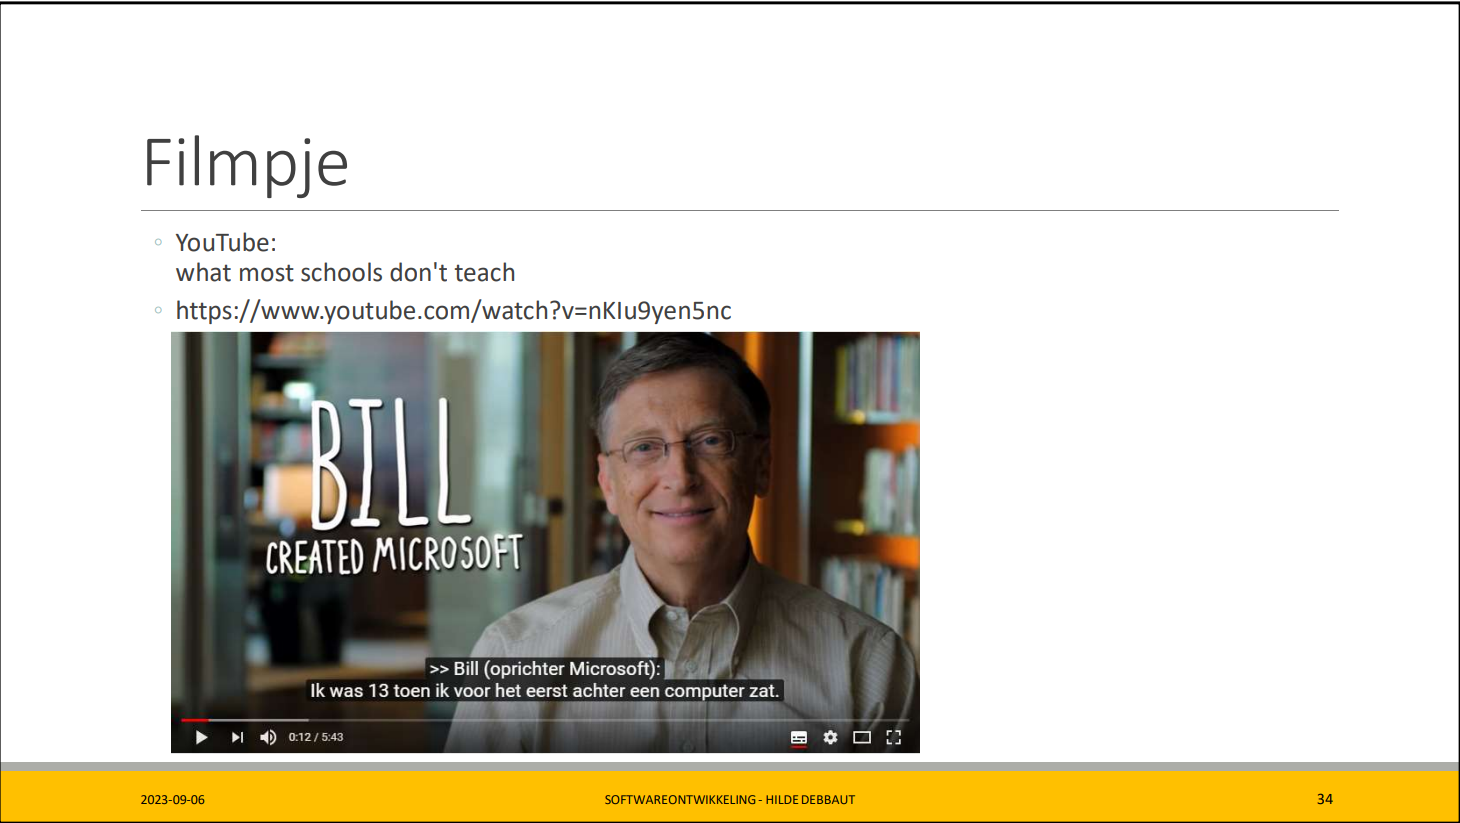 Filmpje
YouTube:
what most schools don't teach
https://www.youtube.com/watch?v=nKIu9yen5nc
BILL
CREATED MICROSOFT
>> Bill (oprichter Microsoft):
Ik was 13 toen ik voor het eerst achter een computer zat.
0:12 / 5:43
2023-09-06
SOFTWAREONTWIKKELING - HILDE DEBBAUT
34